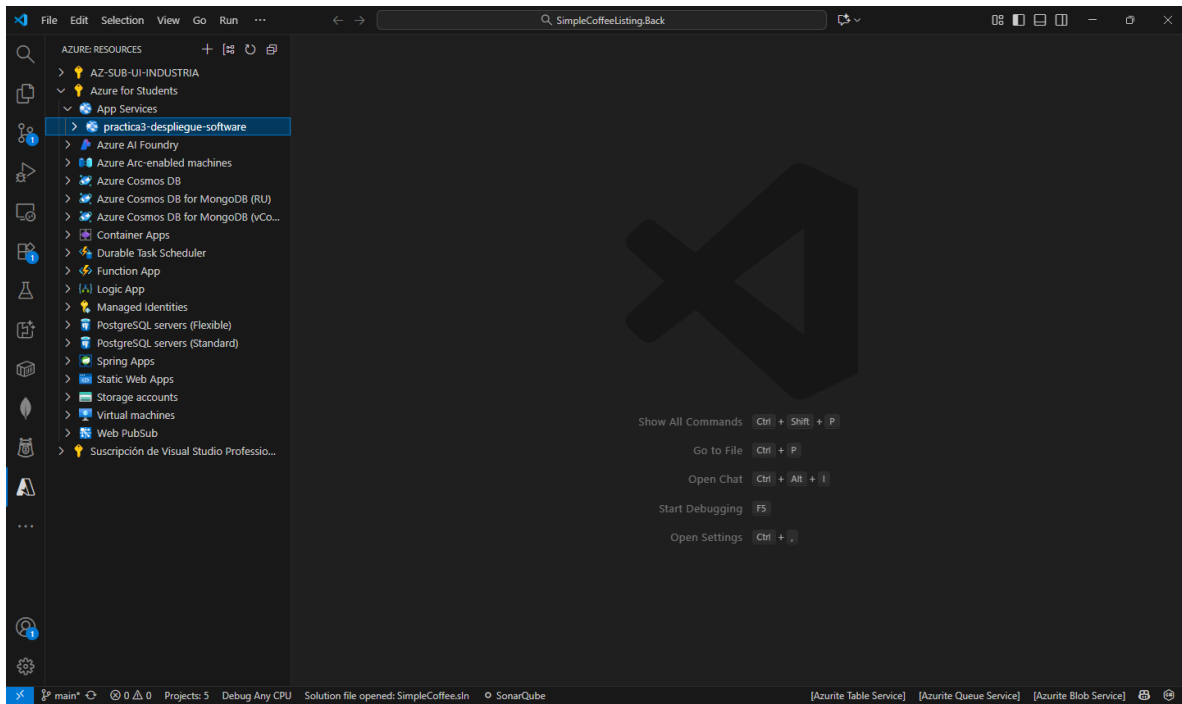 File Edit Selection View Go Run ···
SimpleCoffeeListing.Back
AZURE: RESOURCES
AZ-SUB-UI-INDUSTRIA
Azure for Students
App Services
practica3-despliegue-software
Azure AI Foundry
Azure Arc-enabled machines
Azure Cosmos DB
Azure Cosmos DB for MongoDB (RU)
Azure Cosmos DB for MongoDB (vCo...
Container Apps
Durable Task Scheduler
Function App
Logic App
Managed Identities
PostgreSQL servers (Flexible)
PostgreSQL servers (Standard)
Spring Apps
Static Web Apps
Storage accounts
Virtual machines
Web PubSub
Suscripción de Visual Studio Professio...
1
1
1
Show All Commands Ctrl + Shift + P
Go to File Ctrl + P
Open Chat Ctrl + Alt + I
Start Debugging F5
Open Settings Ctrl + ,
main* 0 0 Projects: 5 Debug Any CPU Solution file opened: SimpleCoffee.sln SonarQube [Azurite Table Service] [Azurite Queue Service] [Azurite Blob Service]